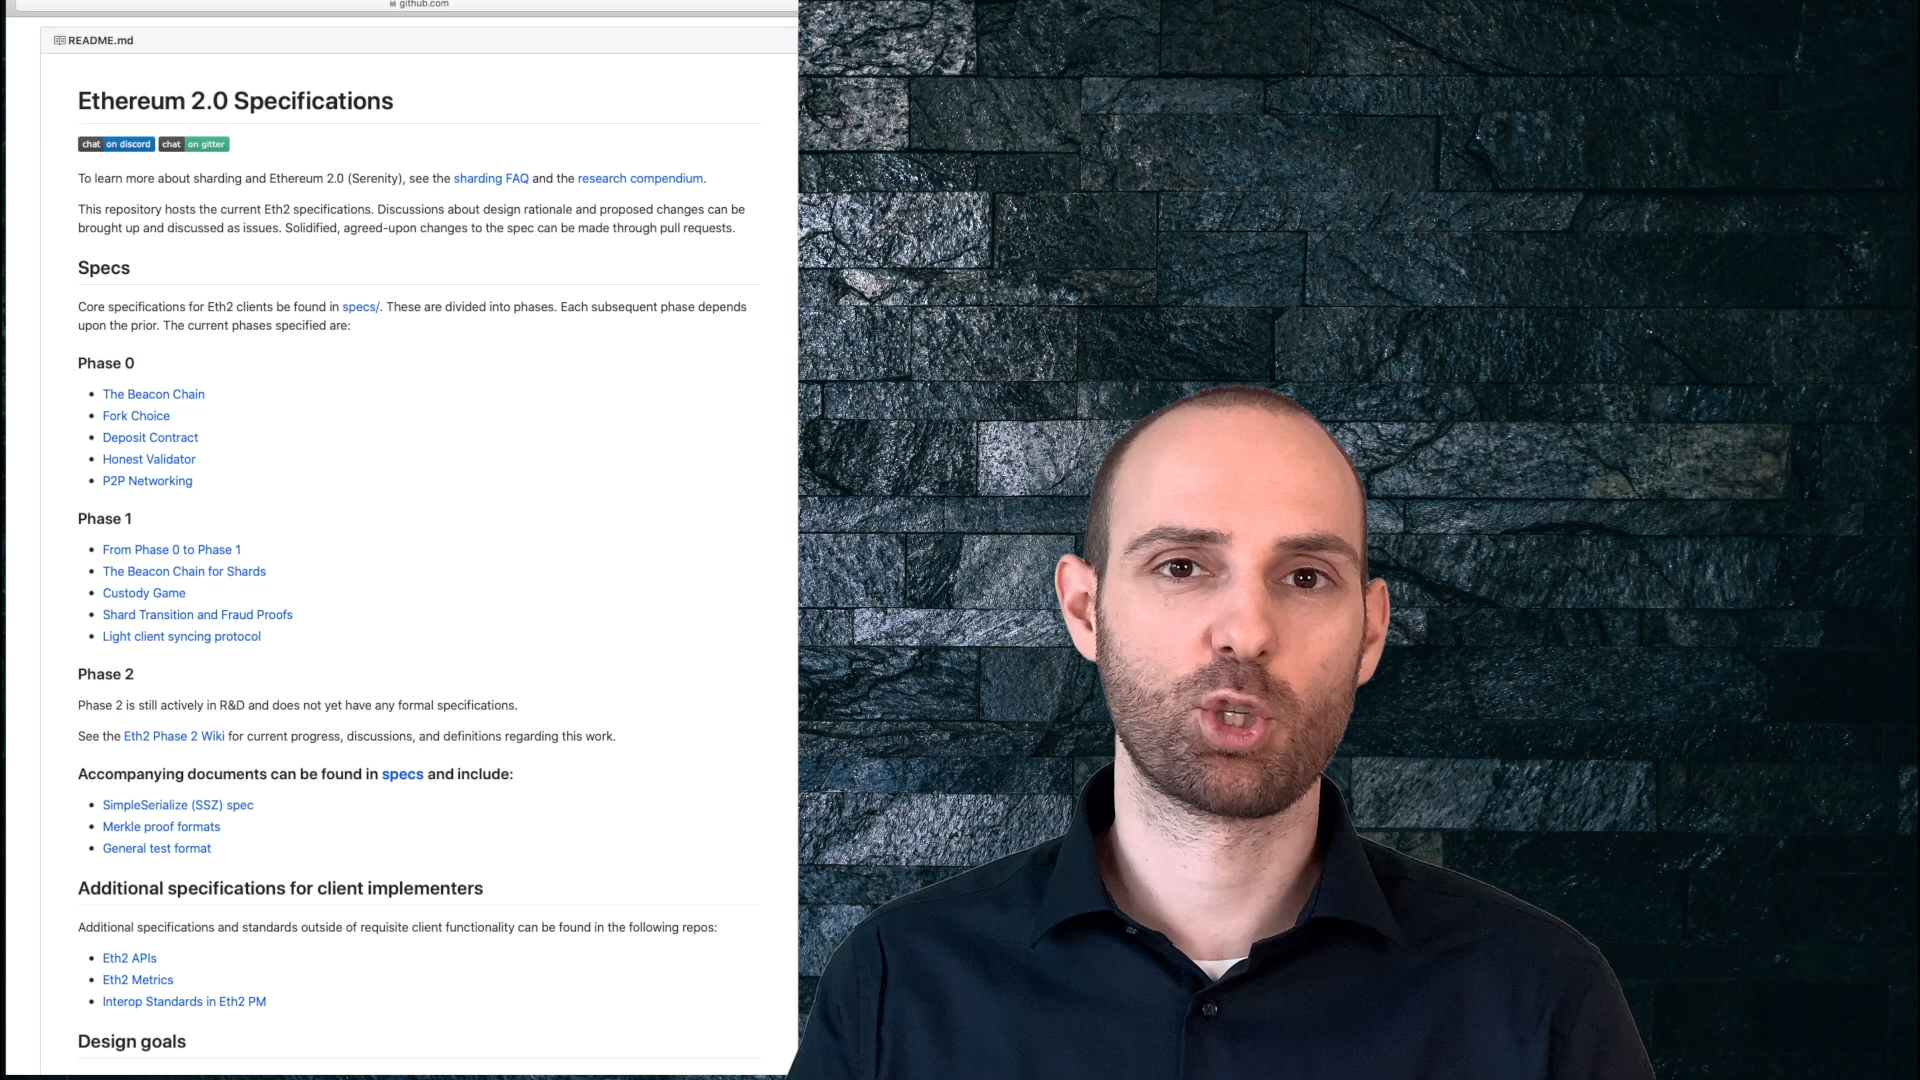 github.com
README.md
Ethereum 2.0 Specifications
chat on discord chat on gitter
To learn more about sharding and Ethereum 2.0 (Serenity), see the sharding FAQ and the research compendium.
This repository hosts the current Eth2 specifications. Discussions about design rationale and proposed changes can be
brought up and discussed as issues. Solidified, agreed-upon changes to the spec can be made through pull requests.
Specs
Core specifications for Eth2 clients be found in specs/. These are divided into phases. Each subsequent phase depends
upon the prior. The current phases specified are:
Phase 0
• The Beacon Chain
• Fork Choice
• Deposit Contract
• Honest Validator
• P2P Networking
Phase 1
• From Phase 0 to Phase 1
• The Beacon Chain for Shards
• Custody Game
• Shard Transition and Fraud Proofs
• Light client syncing protocol
Phase 2
Phase 2 is still actively in R&D and does not yet have any formal specifications.
See the Eth2 Phase 2 Wiki for current progress, discussions, and definitions regarding this work.
Accompanying documents can be found in specs and include:
• SimpleSerialize (SSZ) spec
• Merkle proof formats
• General test format
Additional specifications for client implementers
Additional specifications and standards outside of requisite client functionality can be found in the following repos:
• Eth2 APIs
• Eth2 Metrics
• Interop Standards in Eth2 PM
Design goals